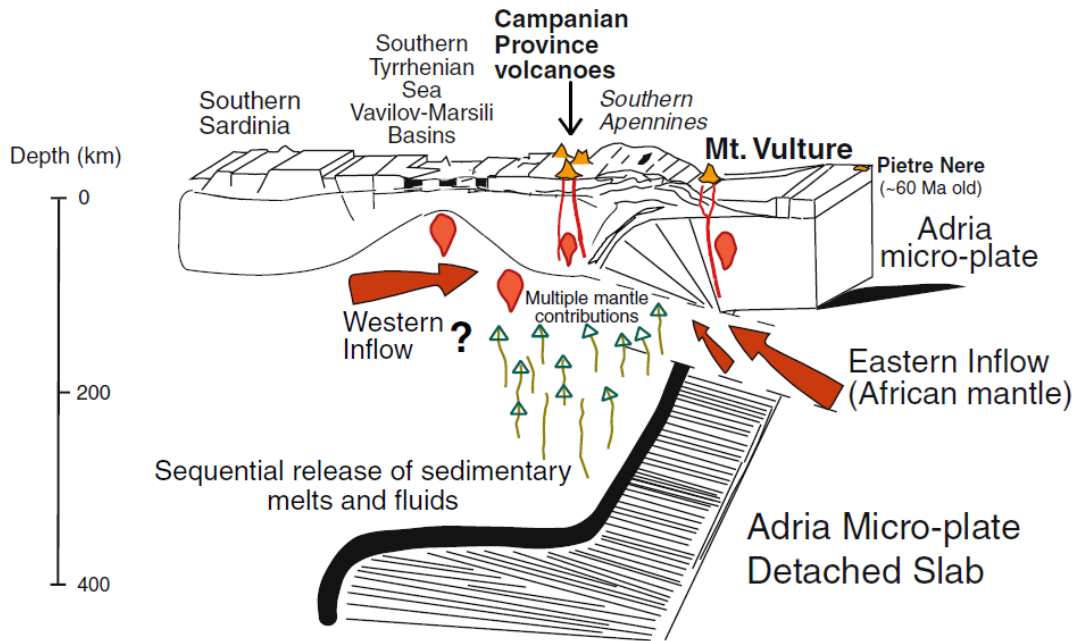 Campanian
Province
volcanoes
Southern
Tyrrhenian
Sea
Vavilov-Marsili
Basins
Southern
Sardinia
Southern
Apennines
Mt. Vulture
Pietre Nere
(~60 Ma old)
Depth (km)
0
Adria
micro-plate
Multiple mantle
contributions
Western
Inflow
?
Eastern Inflow
(African mantle)
200
Sequential release of sedimentary
melts and fluids
Adria Micro-plate
Detached Slab
400